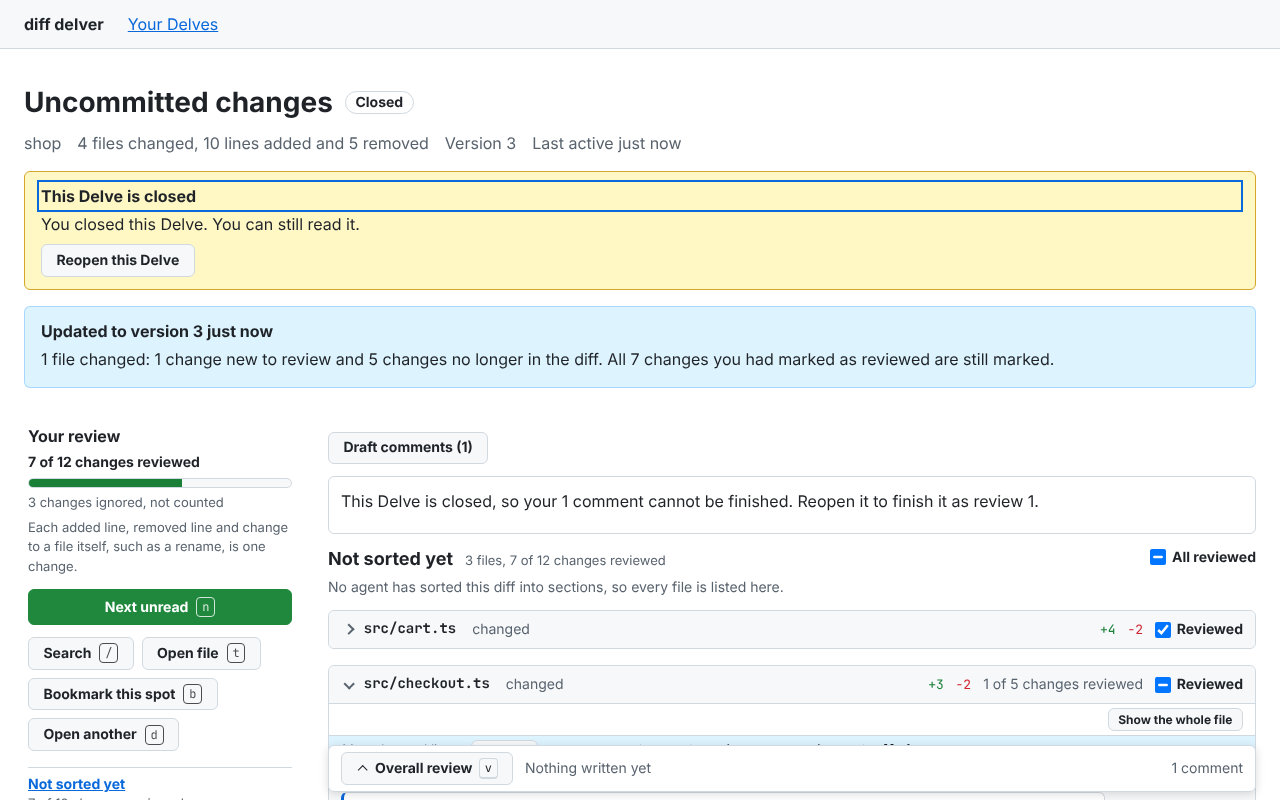 diff delver Your Delves
Uncommitted changes Closed
shop 4 files changed, 10 lines added and 5 removed Version 3 Last active just now
This Delve is closed
You closed this Delve. You can still read it.
Reopen this Delve
Updated to version 3 just now
1 file changed: 1 change new to review and 5 changes no longer in the diff. All 7 changes you had marked as reviewed are still marked.
Your review
7 of 12 changes reviewed
3 changes ignored, not counted
Each added line, removed line and change
to a file itself, such as a rename, is one
change.
Next unread n
Search / Open file t
Bookmark this spot b
Open another d
Not sorted yet
Draft comments (1)
This Delve is closed, so your 1 comment cannot be finished. Reopen it to finish it as review 1.
Not sorted yet 3 files, 7 of 12 changes reviewed All reviewed
No agent has sorted this diff into sections, so every file is listed here.
src/cart.ts changed +4 -2 Reviewed
src/checkout.ts changed +3 -2 1 of 5 changes reviewed Reviewed
Show the whole file
Overall review v Nothing written yet 1 comment